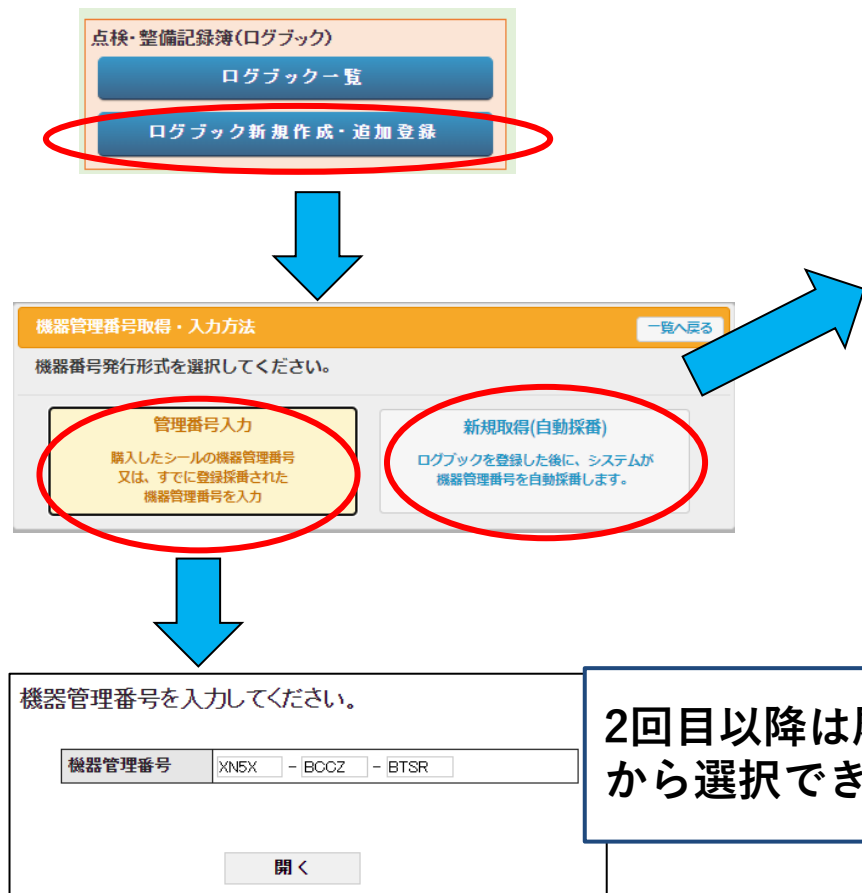 点検・整備記録簿(ログブック)
ログブック一覧
ログブック新規作成・追加登録
機器管理番号取得・入力方法
一覧へ戻る
機器番号発行形式を選択してください。
管理番号入力
購入したシールの機器管理番号
又は、すでに登録採番された
機器管理番号を入力
新規取得(自動採番)
ログブックを登録した後に、システムが
機器管理番号を自動採番します。
機器管理番号を入力してください。
機器管理番号 XN5X - BCCZ - BTSR
開く
2回目以降は
から選択でき